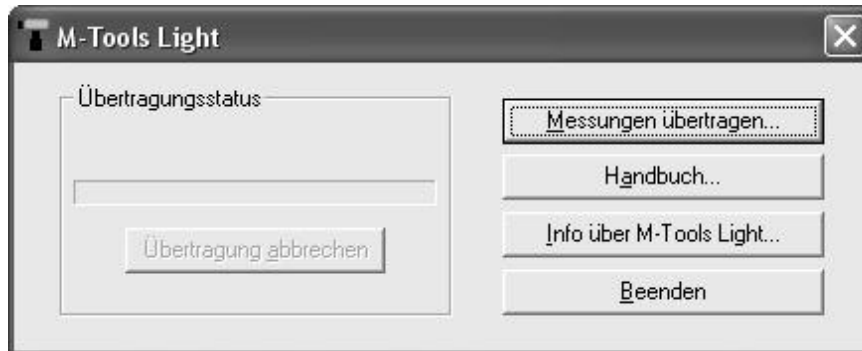 M-Tools Light
Übertragungsstatus
Übertragung abbrechen
Messungen übertragen...
Handbuch...
Info über M-Tools Light...
Beenden